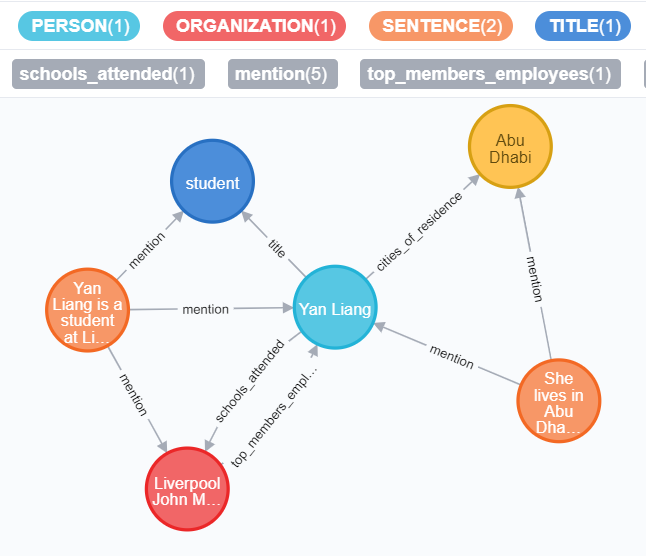 PERSON(1) ORGANIZATION(1) SENTENCE(2) TITLE(1)
schools_attended(1) mention(5) top_members_employees(1)
Abu
Dhabi
student
cities_of_residence
mention
title
mention
Yan
Liang is a
student
at Li...
mention
Yan Liang
mention
She
lives in
Abu
Dha...
schools_attended
mention
top_members_empl...
Liverpool
John M...